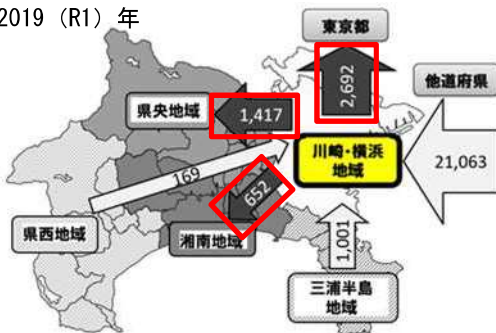 2019（R1）年
東京都
2,692
他道府県
県央地域
1,417
川崎・横浜
地域
21,063
169
652
県西地域
湘南地域
1,001
三浦半島
地域